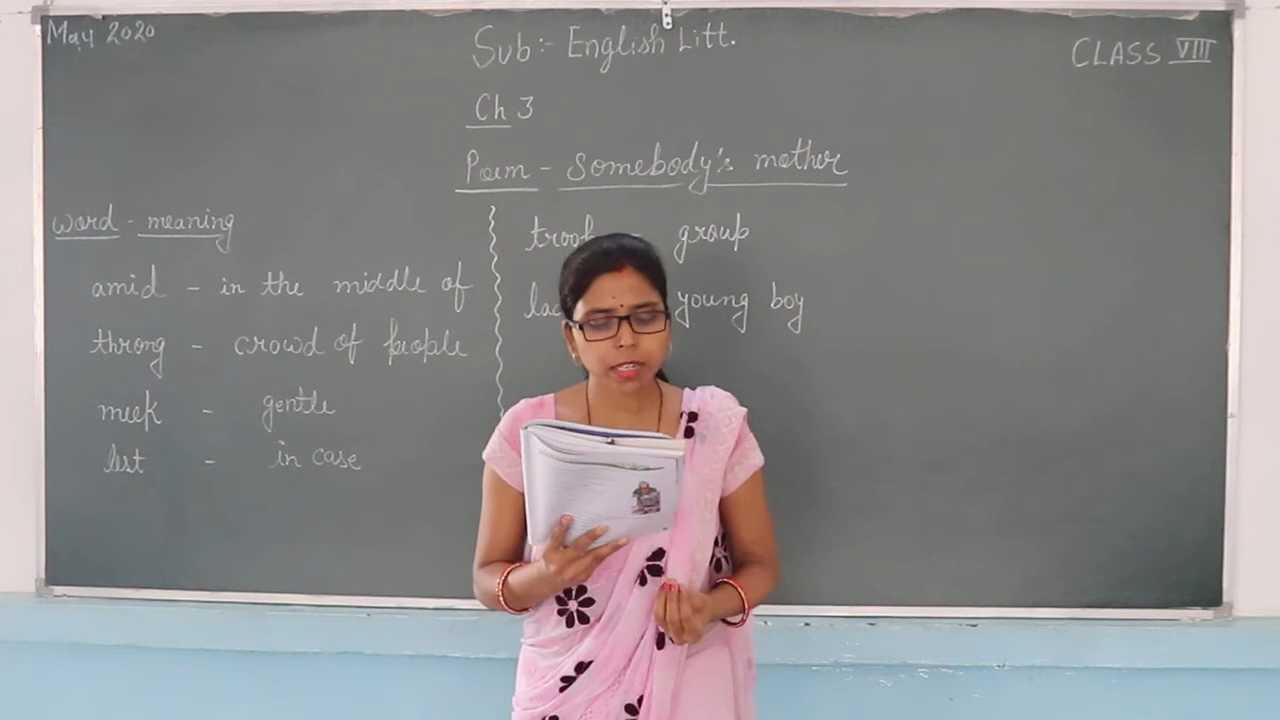 May 2020
Sub:- English Litt.
CLASS VIII
Ch 3
Poem - Somebody's mother
word - meaning
amid - in the middle of
throng - crowd of people
meek - gentle
lest - in case
group
young boy